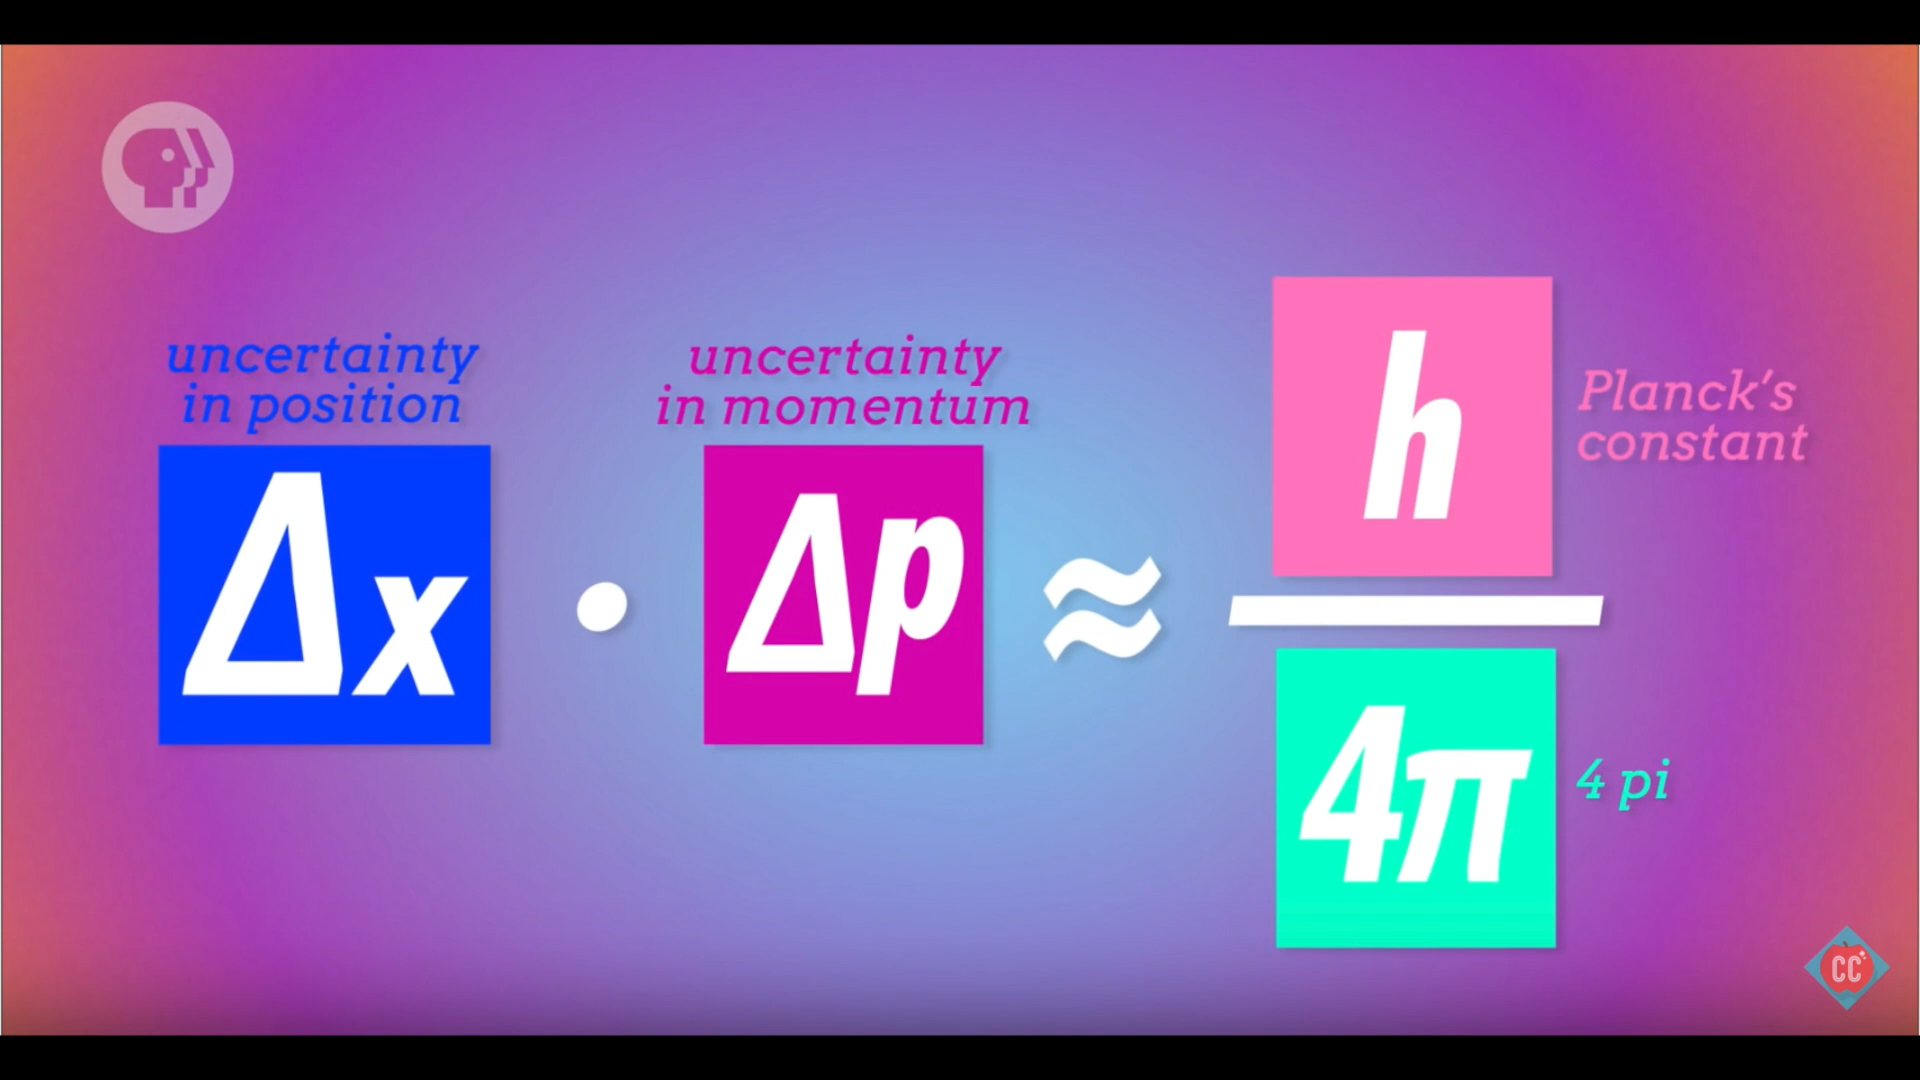 uncertainty
in position
Δx
·
uncertainty
in momentum
Δp
≈
h
Planck's
constant
4π
4 pi
CC